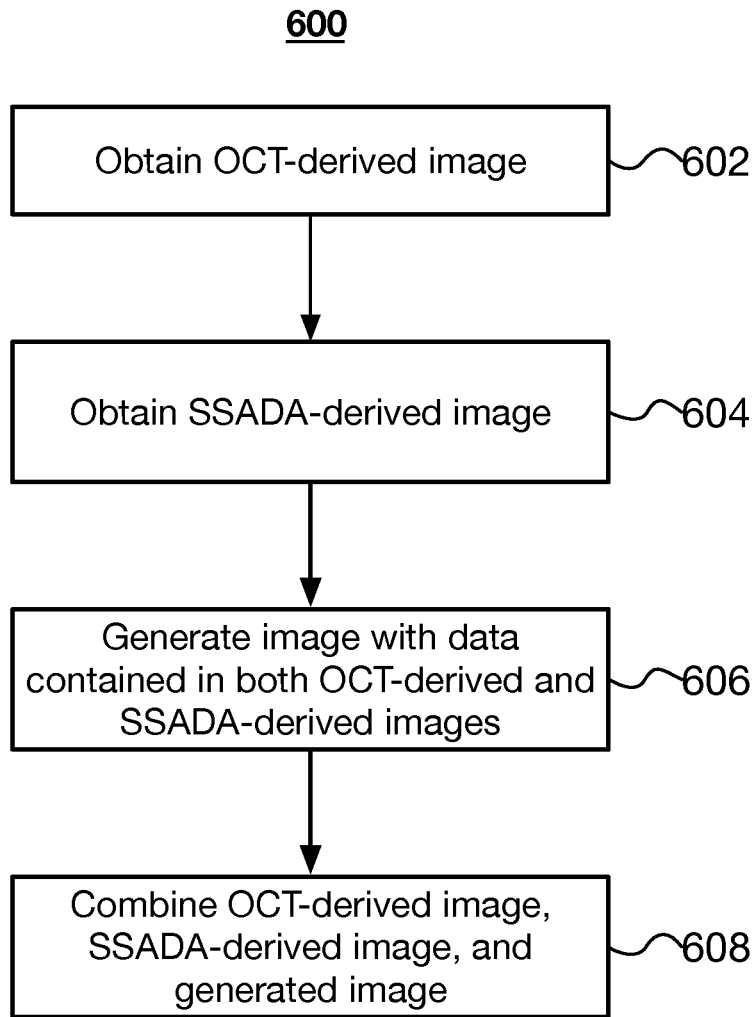 600
Obtain OCT-derived image
602
Obtain SSADA-derived image
604
Generate image with data
contained in both OCT-derived and
SSADA-derived images
606
Combine OCT-derived image,
SSADA-derived image, and
generated image
608